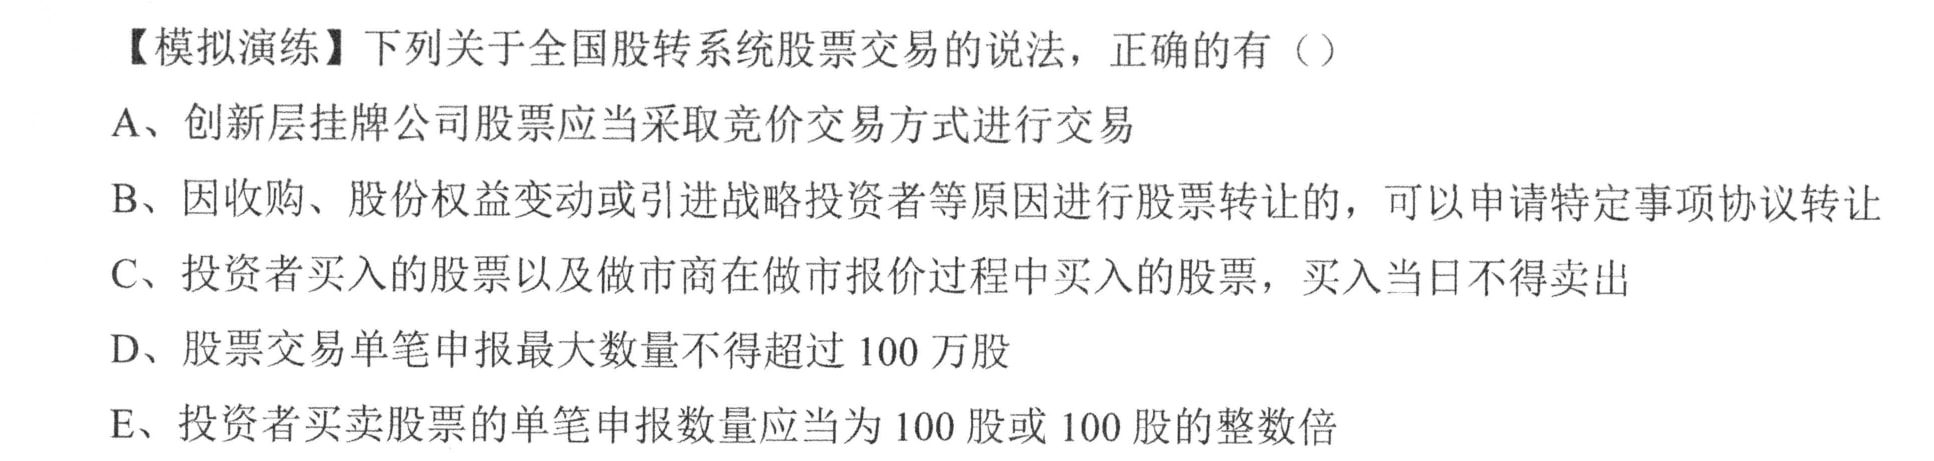 【模拟演练】下列关于全国股转系统股票交易的说法，正确的有（）
A、创新层挂牌公司股票应当采取竞价交易方式进行交易
B、因收购、股份权益变动或引进战略投资者等原因进行股票转让的，可以申请特定事项协议转让
C、投资者买入的股票以及做市商在做市报价过程中买入的股票，买入当日不得卖出
D、股票交易单笔申报最大数量不得超过 100 万股
E、投资者买卖股票的单笔申报数量应当为 100 股或 100 股的整数倍